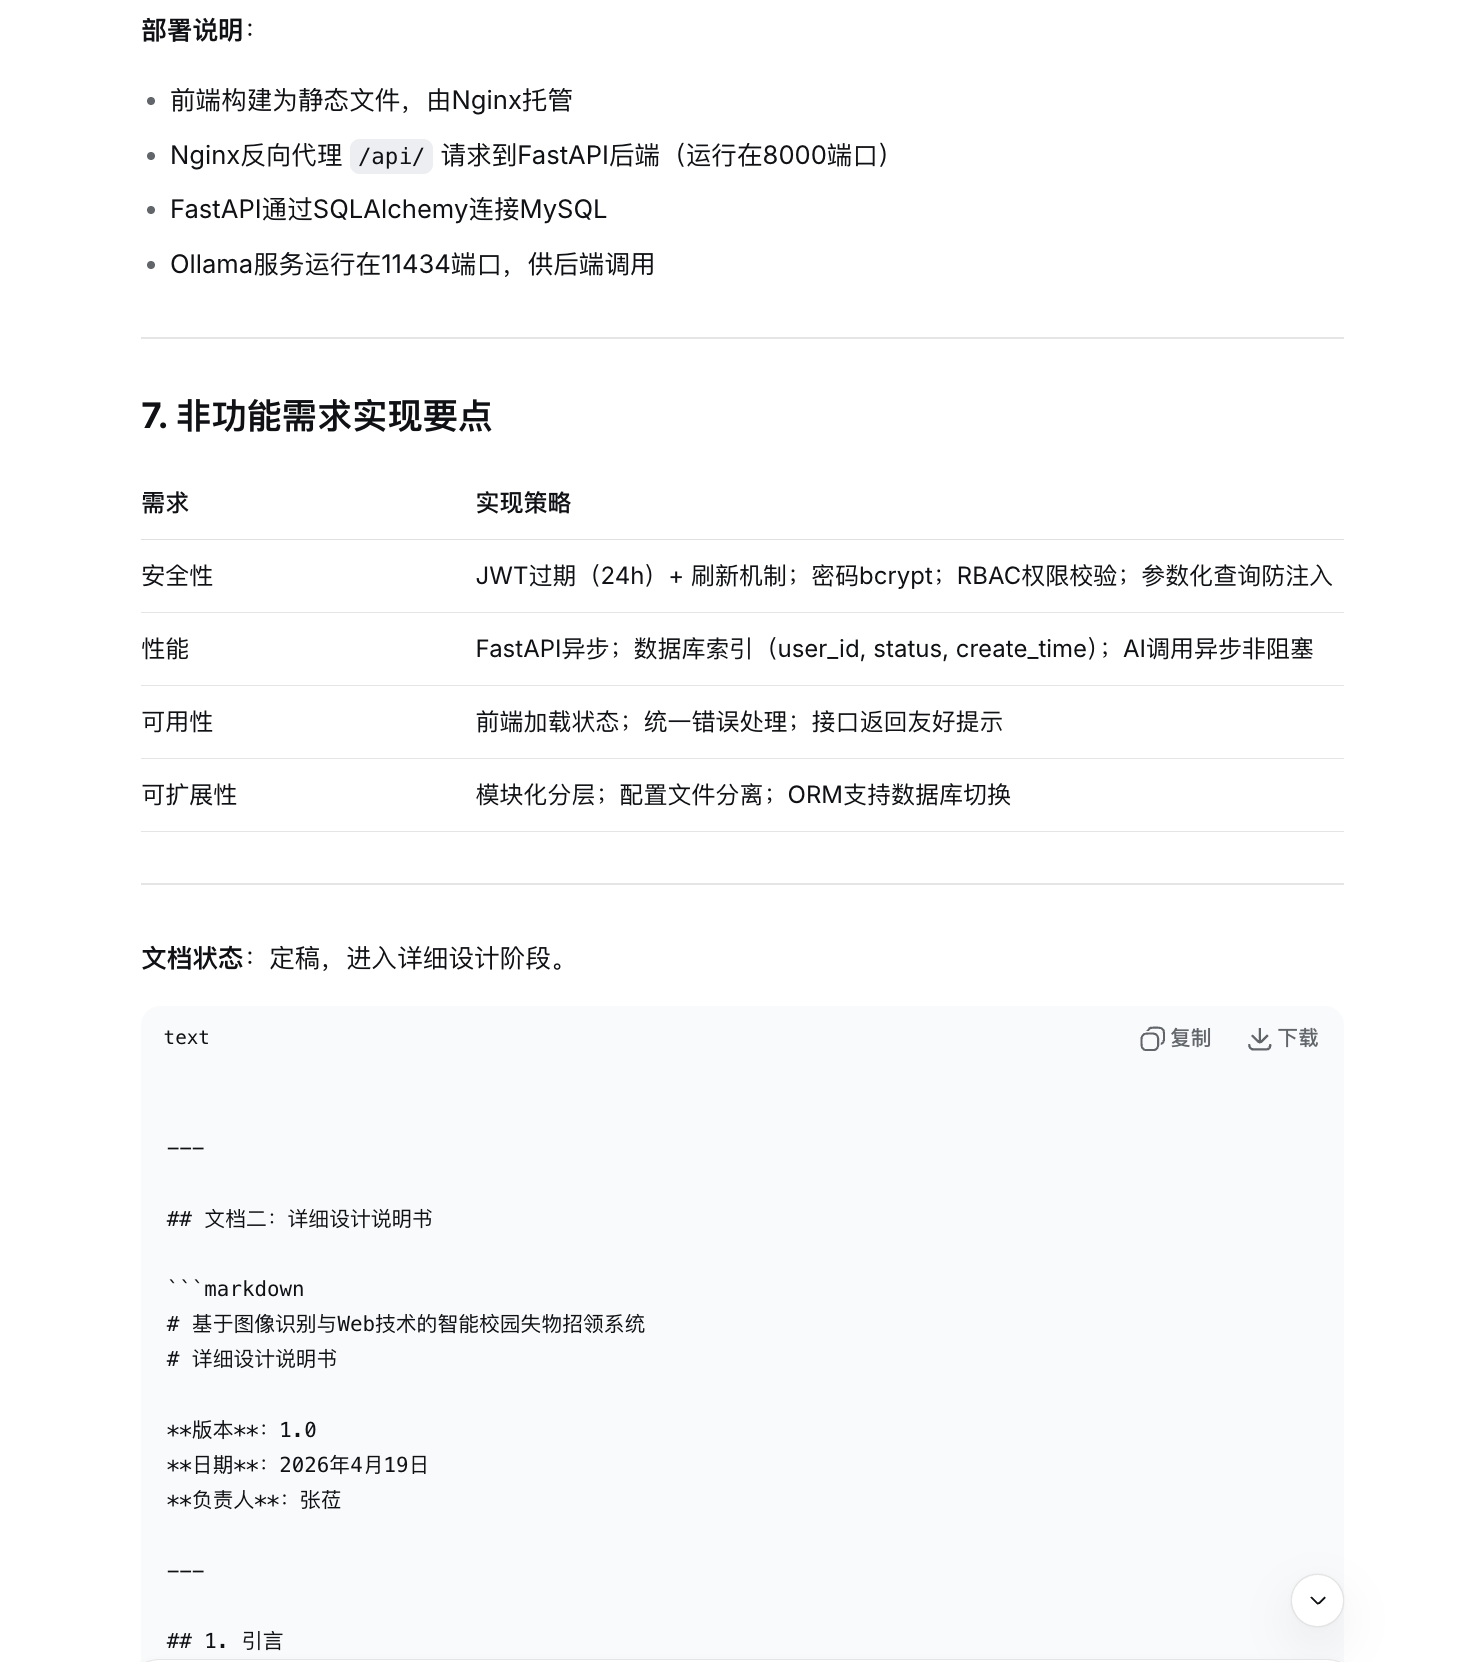 部署说明：
前端构建为静态文件，由Nginx托管
Nginx反向代理 /api/ 请求到FastAPI后端（运行在8000端口）
FastAPI通过SQLAlchemy连接MySQL
Ollama服务运行在11434端口，供后端调用
7. 非功能需求实现要点
需求 实现策略
安全性 JWT过期（24h）+ 刷新机制；密码bcrypt；RBAC权限校验；参数化查询防注入
性能 FastAPI异步；数据库索引（user_id, status, create_time）；AI调用异步非阻塞
可用性 前端加载状态；统一错误处理；接口返回友好提示
可扩展性 模块化分层；配置文件分离；ORM支持数据库切换
文档状态：定稿，进入详细设计阶段。
text 复制 下载
---
## 文档二：详细设计说明书
```markdown
# 基于图像识别与Web技术的智能校园失物招领系统
# 详细设计说明书
**版本**：1.0
**日期**：2026年4月19日
**负责人**：张莅
---
## 1. 引言